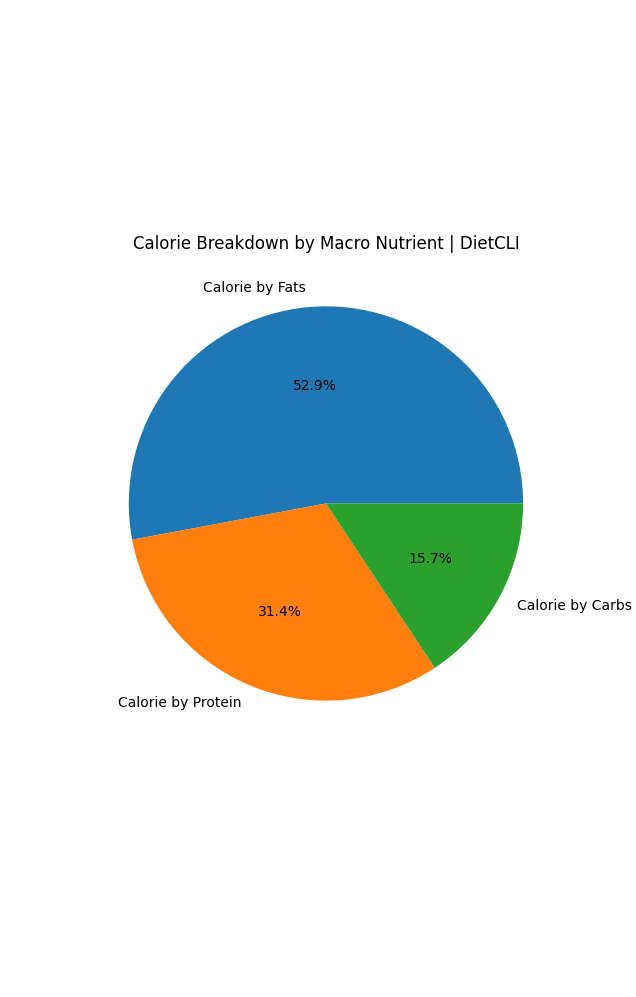 Calorie Breakdown by Macro Nutrient | DietCLI
Calorie by Fats
52.9%
15.7%
Calorie by Carbs
31.4%
Calorie by Protein